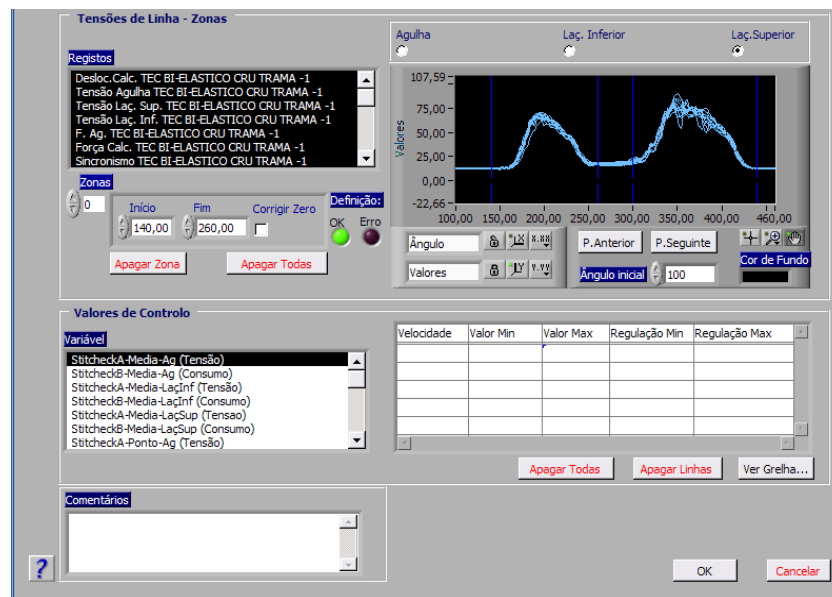 Tensões de Linha - Zonas
Registos
Desloc.Calc. TEC BI-ELASTICO CRU TRAMA -1
Tensão Agulha TEC BI-ELASTICO CRU TRAMA -1
Tensão Laç. Sup. TEC BI-ELASTICO CRU TRAMA -1
Tensão Laç. Inf. TEC BI-ELASTICO CRU TRAMA -1
F. Ag. TEC BI-ELASTICO CRU TRAMA -1
Força Calc. TEC BI-ELASTICO CRU TRAMA -1
Sincronismo TEC BI-ELASTICO CRU TRAMA -1
Zonas
0
Início Fim Corrigir Zero
140,00 260,00
Definição:
OK Erro
Apagar Zona Apagar Todas
Agulha Laç. Inferior Laç.Superior
Valores
107,59
75,00
50,00
25,00
0,00
-22,66
100,00 150,00 200,00 250,00 300,00 350,00 400,00 460,00
Ângulo
Valores
P.Anterior P.Seguinte
Ângulo inicial 100
Cor de Fundo
Valores de Controlo
Variável
StitcheckA-Media-Ag (Tensão)
StitcheckB-Media-Ag (Consumo)
StitcheckA-Media-LaçInf (Tensão)
StitcheckB-Media-LaçInf (Consumo)
StitcheckA-Media-LaçSup (Tensao)
StitcheckB-Media-LaçSup (Consumo)
StitcheckA-Ponto-Ag (Tensão)
Velocidade Valor Min Valor Max Regulação Min Regulação Max
Apagar Todas Apagar Linhas Ver Grelha...
Comentários
?
OK Cancelar